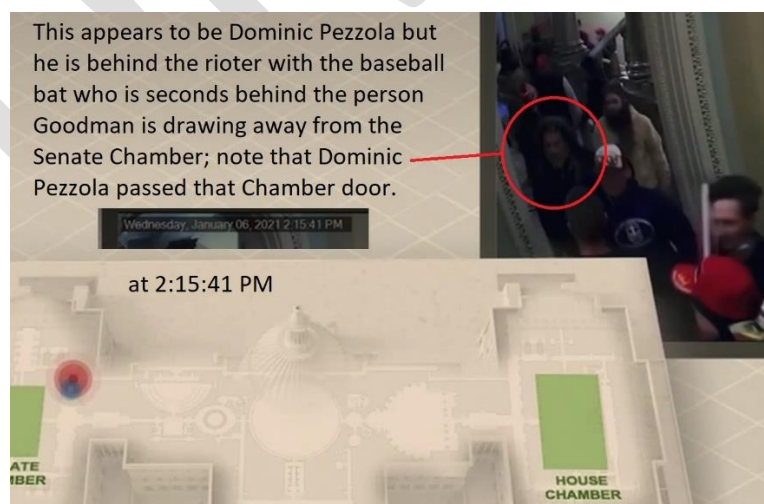 This appears to be Dominic Pezzola but
he is behind the rioter with the baseball
bat who is seconds behind the person
Goodman is drawing away from the
Senate Chamber; note that Dominic
Pezzola passed that Chamber door.
Wednesday, January 06, 2021 2:15:41 PM
at 2:15:41 PM
ATE
BER
HOUSE
CHAMBER